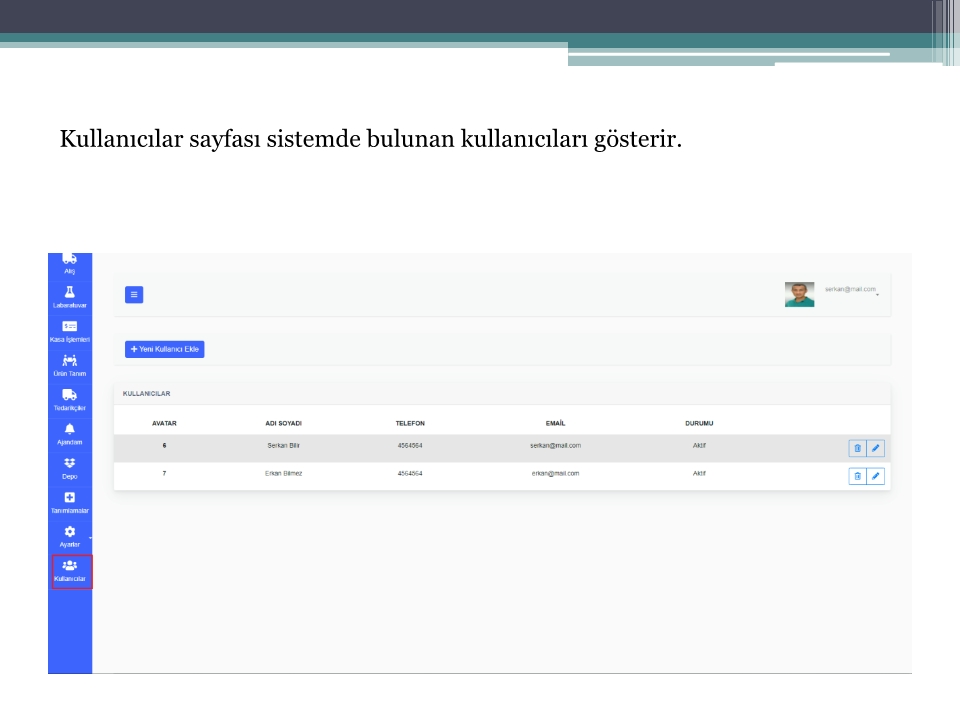 Kullanıcılar sayfası sistemde bulunan kullanıcıları gösterir.
Alış
Laboratuvar
Kasa İşlemleri
Ürün Tanım
Tedarikçiler
Ajandam
Depo
Tanımlamalar
Ayarlar
Kullanıcılar
serkan@mail.com
+ Yeni Kullanıcı Ekle
KULLANICILAR
AVATAR ADI SOYADI TELEFON EMAİL DURUMU
6 Serkan Bilir 4564564 serkan@mail.com Aktif
7 Erkan Bilmez 4564564 erkan@mail.com Aktif